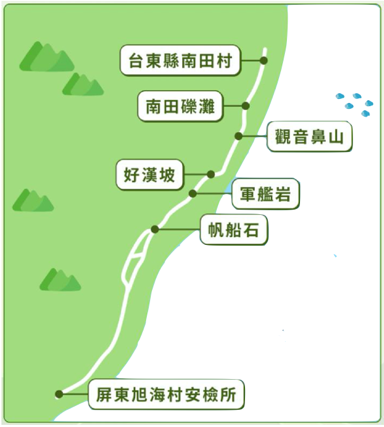 台東縣南田村
南田礫灘
觀音鼻山
好漢坡
軍艦岩
帆船石
屏東旭海村安檢所